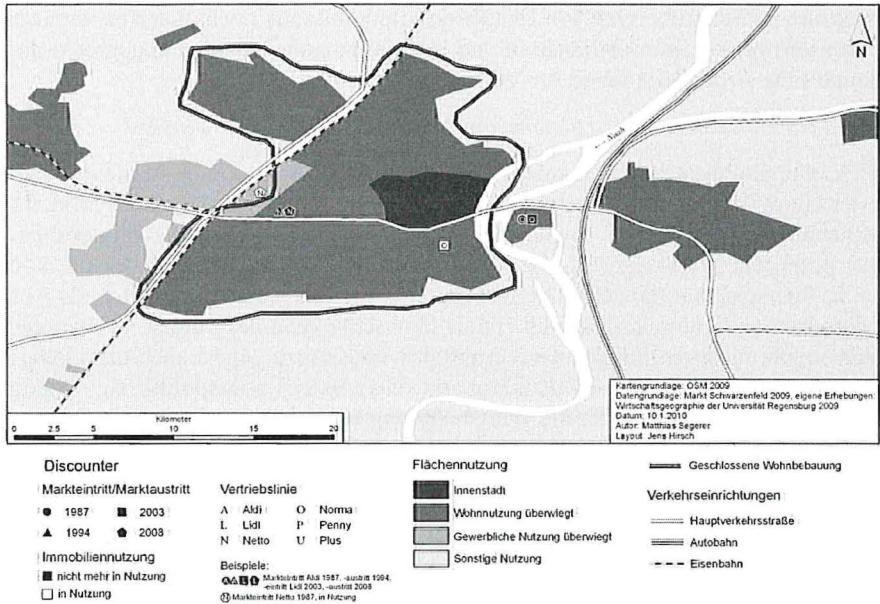 N
Naab
N
O
Kilometer
0 2.5 5 10 15 20
Kartengrundlage: OSM 2009
Datengrundlage: Markt Schwarzenfeld 2009, eigene Erhebungen
Wirtschaftsgeographie der Universität Regensburg 2009
Datum: 10.1.2010
Autor: Matthias Segerer
Layout: Jens Hirsch
Discounter
Markteintritt/Marktaustritt
1987 2003
1994 2008
Immobiliennutzung
nicht mehr in Nutzung
in Nutzung
Vertriebslinie
A Aldi O Norma
L Lidl P Penny
N Netto U Plus
Beispiele:
Markteintritt Aldi 1987, -austritt 1994,
-eintritt Lidl 2003, -austritt 2008
N Markteintritt Netto 1987, in Nutzung
Flächennutzung
Innenstadt
Wohnnutzung überwiegt
Gewerbliche Nutzung überwiegt
Sonstige Nutzung
Geschlossene Wohnbebauung
Verkehrseinrichtungen
Hauptverkehrsstraße
Autobahn
Eisenbahn